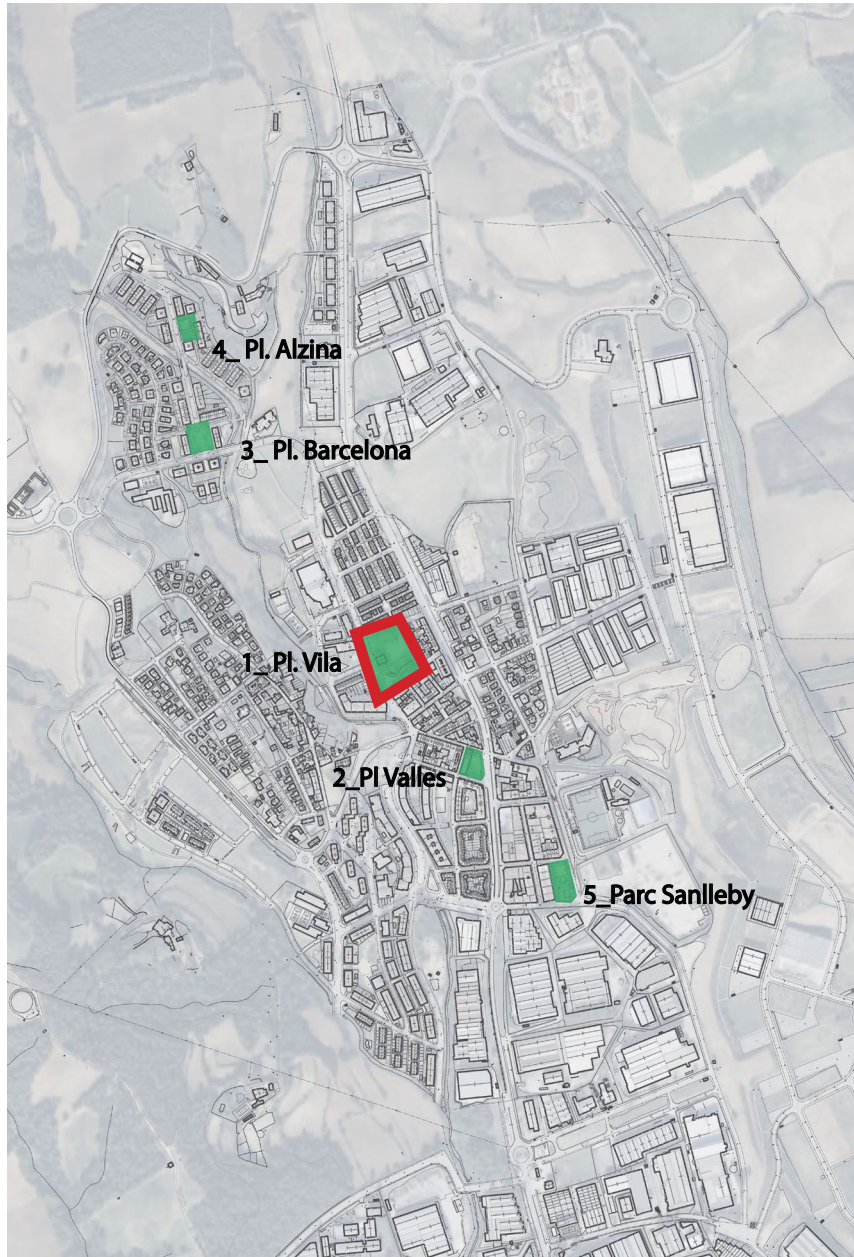 4_ Pl. Alzina
3_ Pl. Barcelona
1_ Pl. Vila
2_Pl Valles
5_Parc Sanlleby